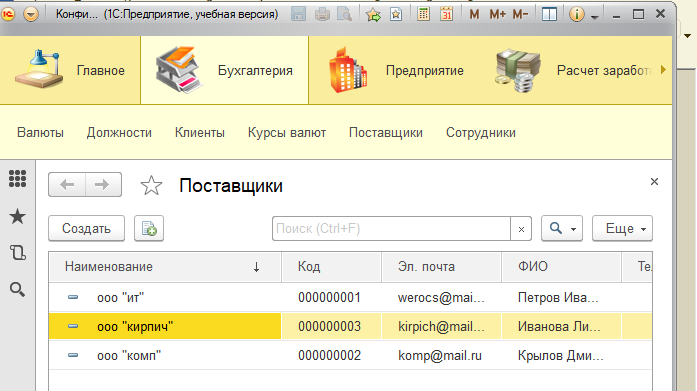 Конфи... (1С:Предприятие, учебная версия) M M+ M-
Главное Бухгалтерия Предприятие Расчет заработ
Валюты Должности Клиенты Курсы валют Поставщики Сотрудники
Поставщики
Создать Поиск (Ctrl+F) Еще
Наименование Код Эл. почта ФИО Те
ооо "ит" 000000001 werocs@mai... Петров Ива...
ооо "кирпич" 000000003 kirpich@mail... Иванова Ли...
ооо "комп" 000000002 komp@mail.ru Крылов Дми...